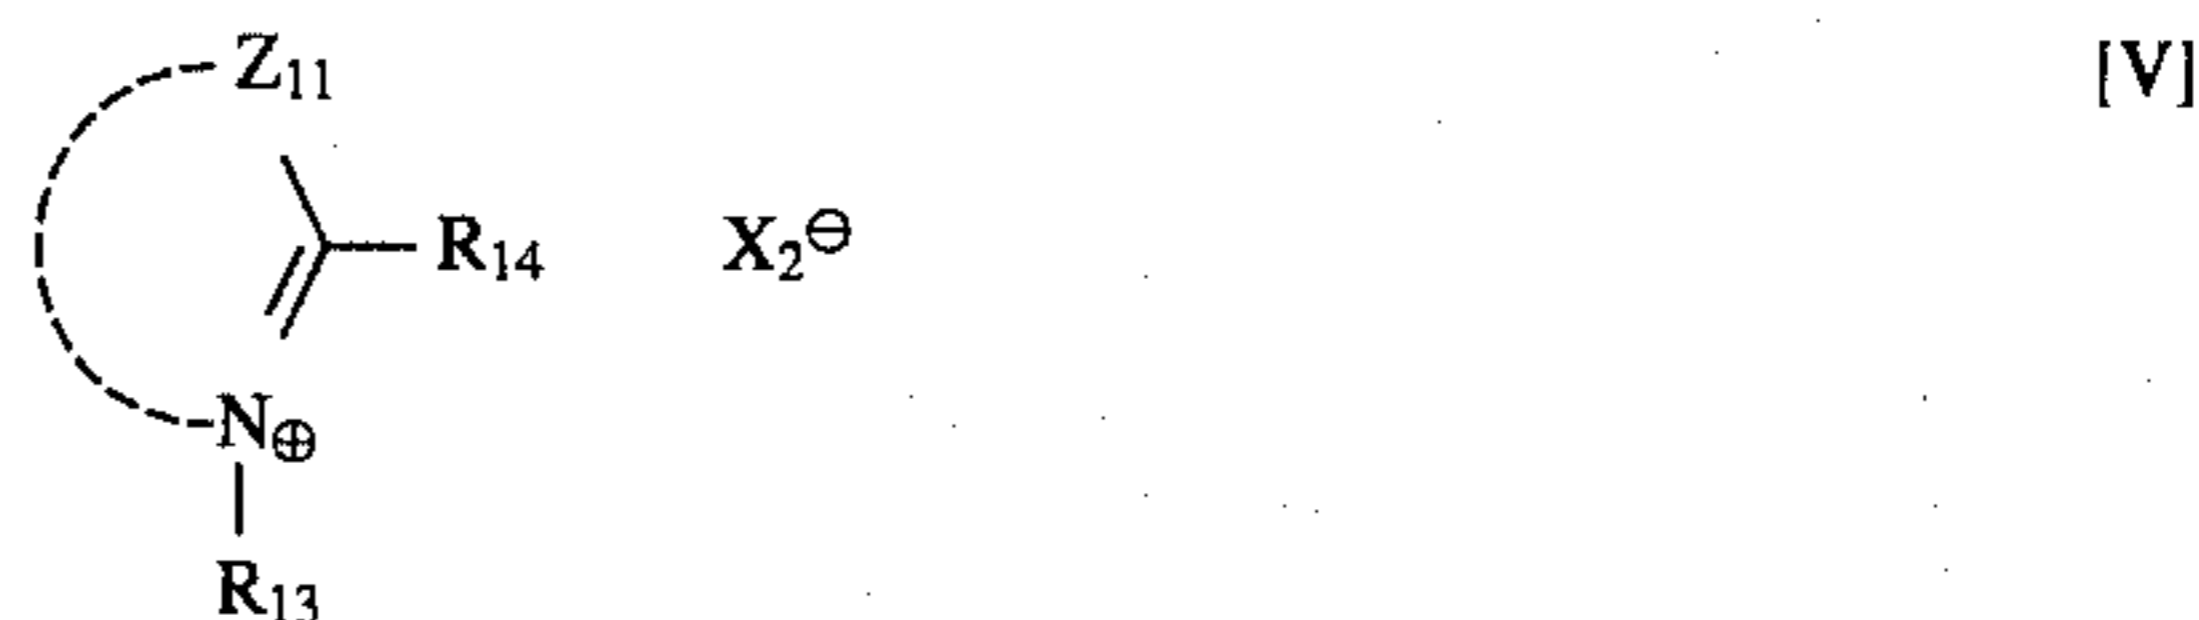 Z₁₁ [V]
R₁₄ X₂⊖
N⊕
R₁₃